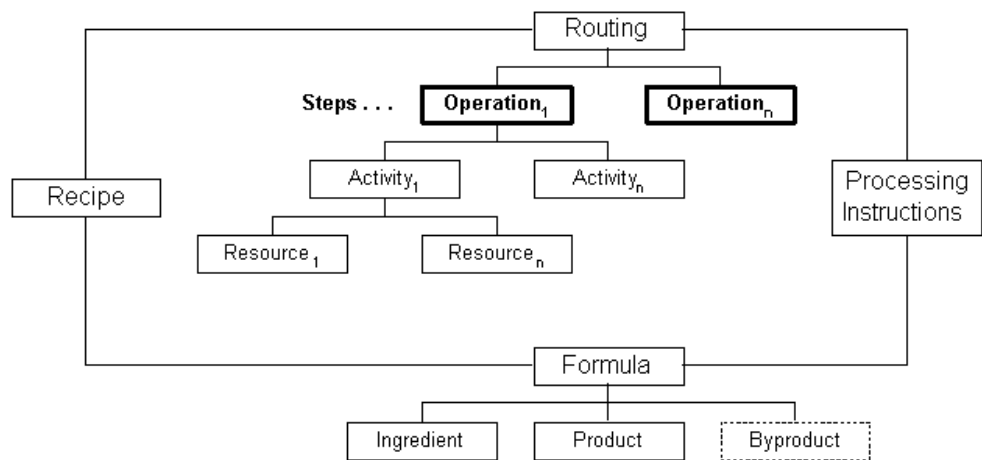 Routing
Steps . . . Operation₁ Operationₙ
Activity₁ Activityₙ
Recipe
Processing
Instructions
Resource₁ Resourceₙ
Formula
Ingredient Product Byproduct